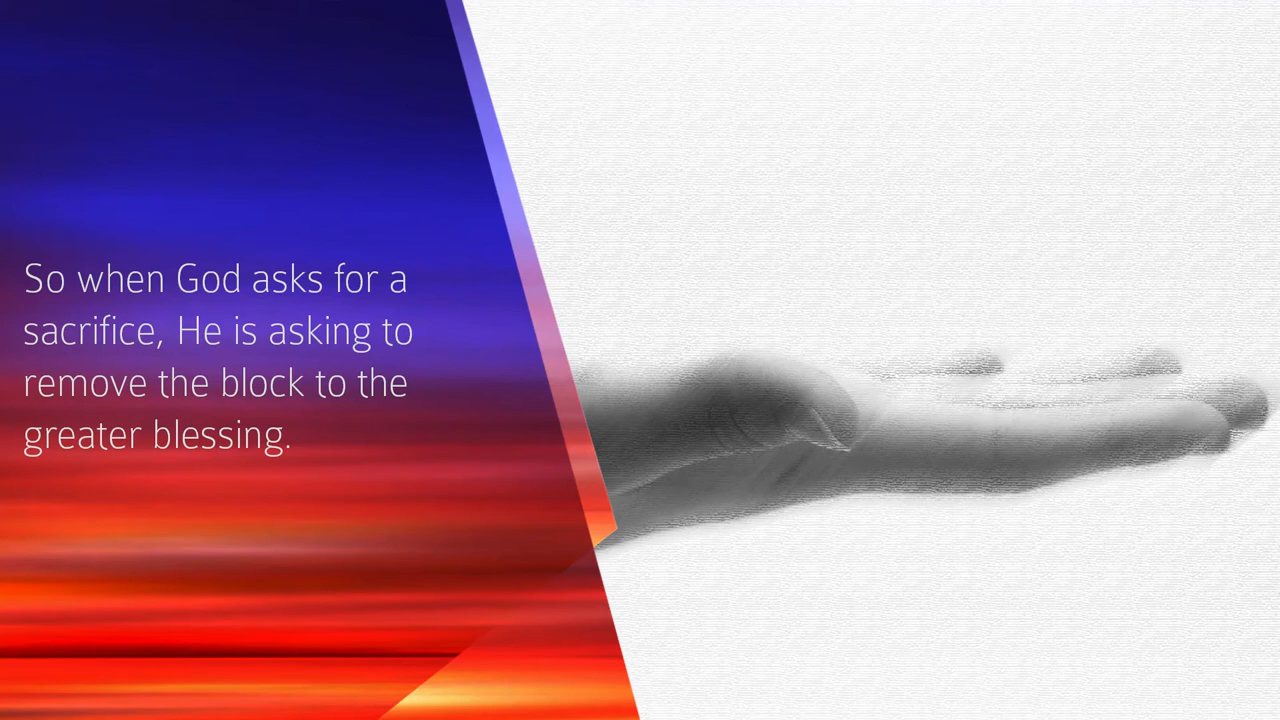 So when God asks for a
sacrifice, He is asking to
remove the block to the
greater blessing.